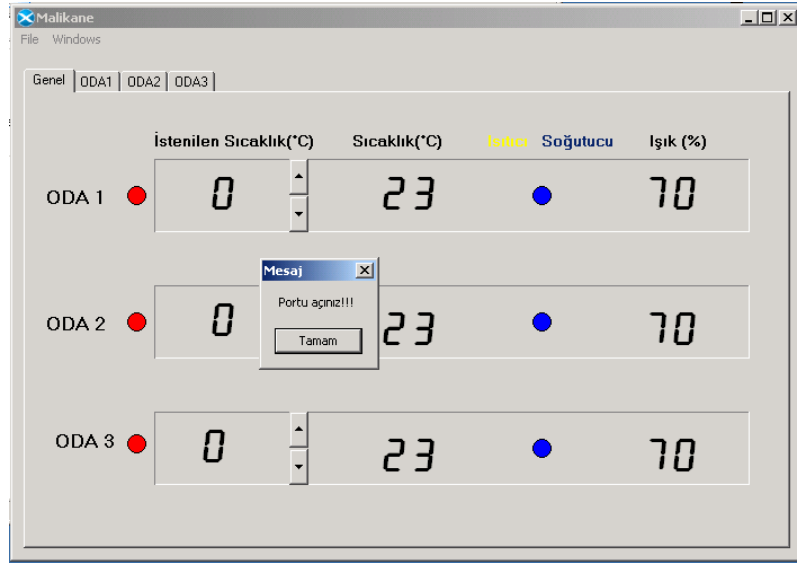 Malikane
File Windows
Genel ODA1 ODA2 ODA3
İstenilen Sıcaklık(°C) Sıcaklık(°C) Isıtıcı Soğutucu Işık (%)
ODA 1 0 23 70
Mesaj
Portu açınız!!!
Tamam
ODA 2 0 23 70
ODA 3 0 23 70